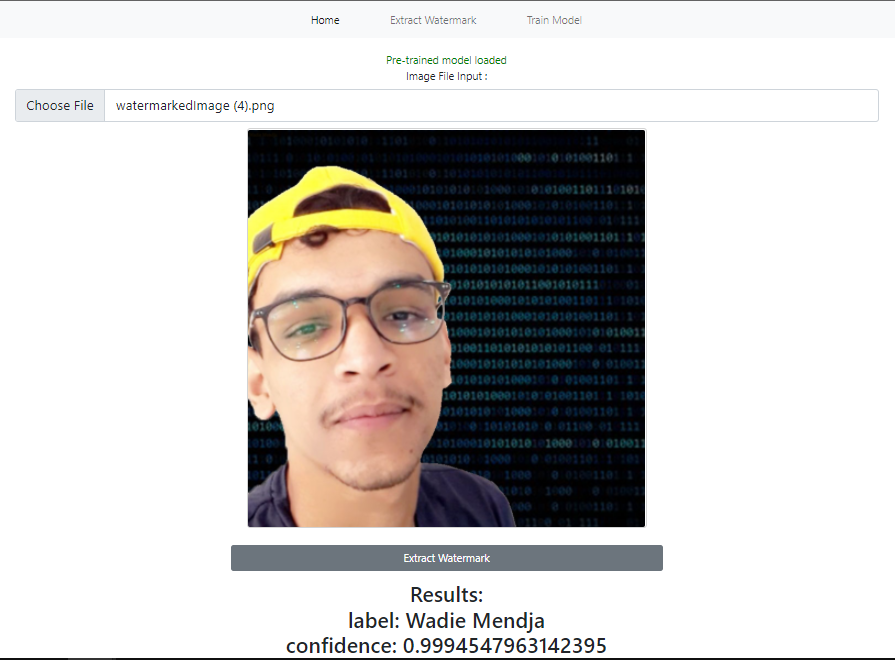 Home Extract Watermark Train Model
Pre-trained model loaded
Image File Input :
Choose File watermarkedImage (4).png
Extract Watermark
Results:
label: Wadie Mendja
confidence: 0.9994547963142395